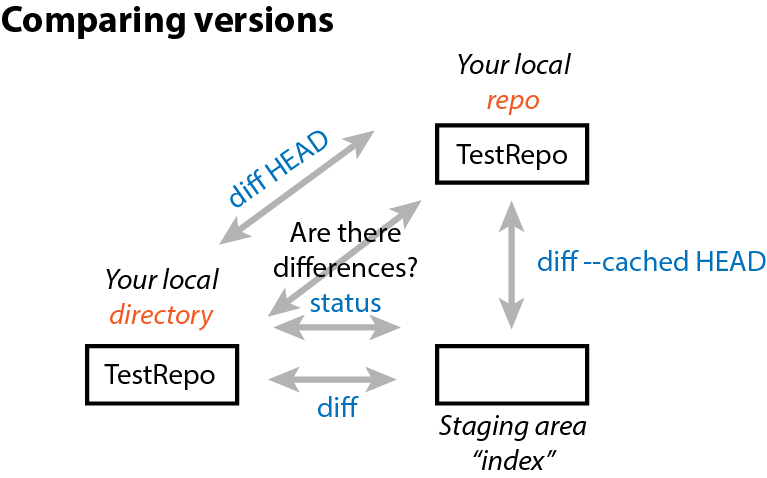 Comparing versions
Your local
repo
TestRepo
diff HEAD
Are there
differences?
status
diff --cached HEAD
Your local
directory
TestRepo
diff
Staging area
“index”